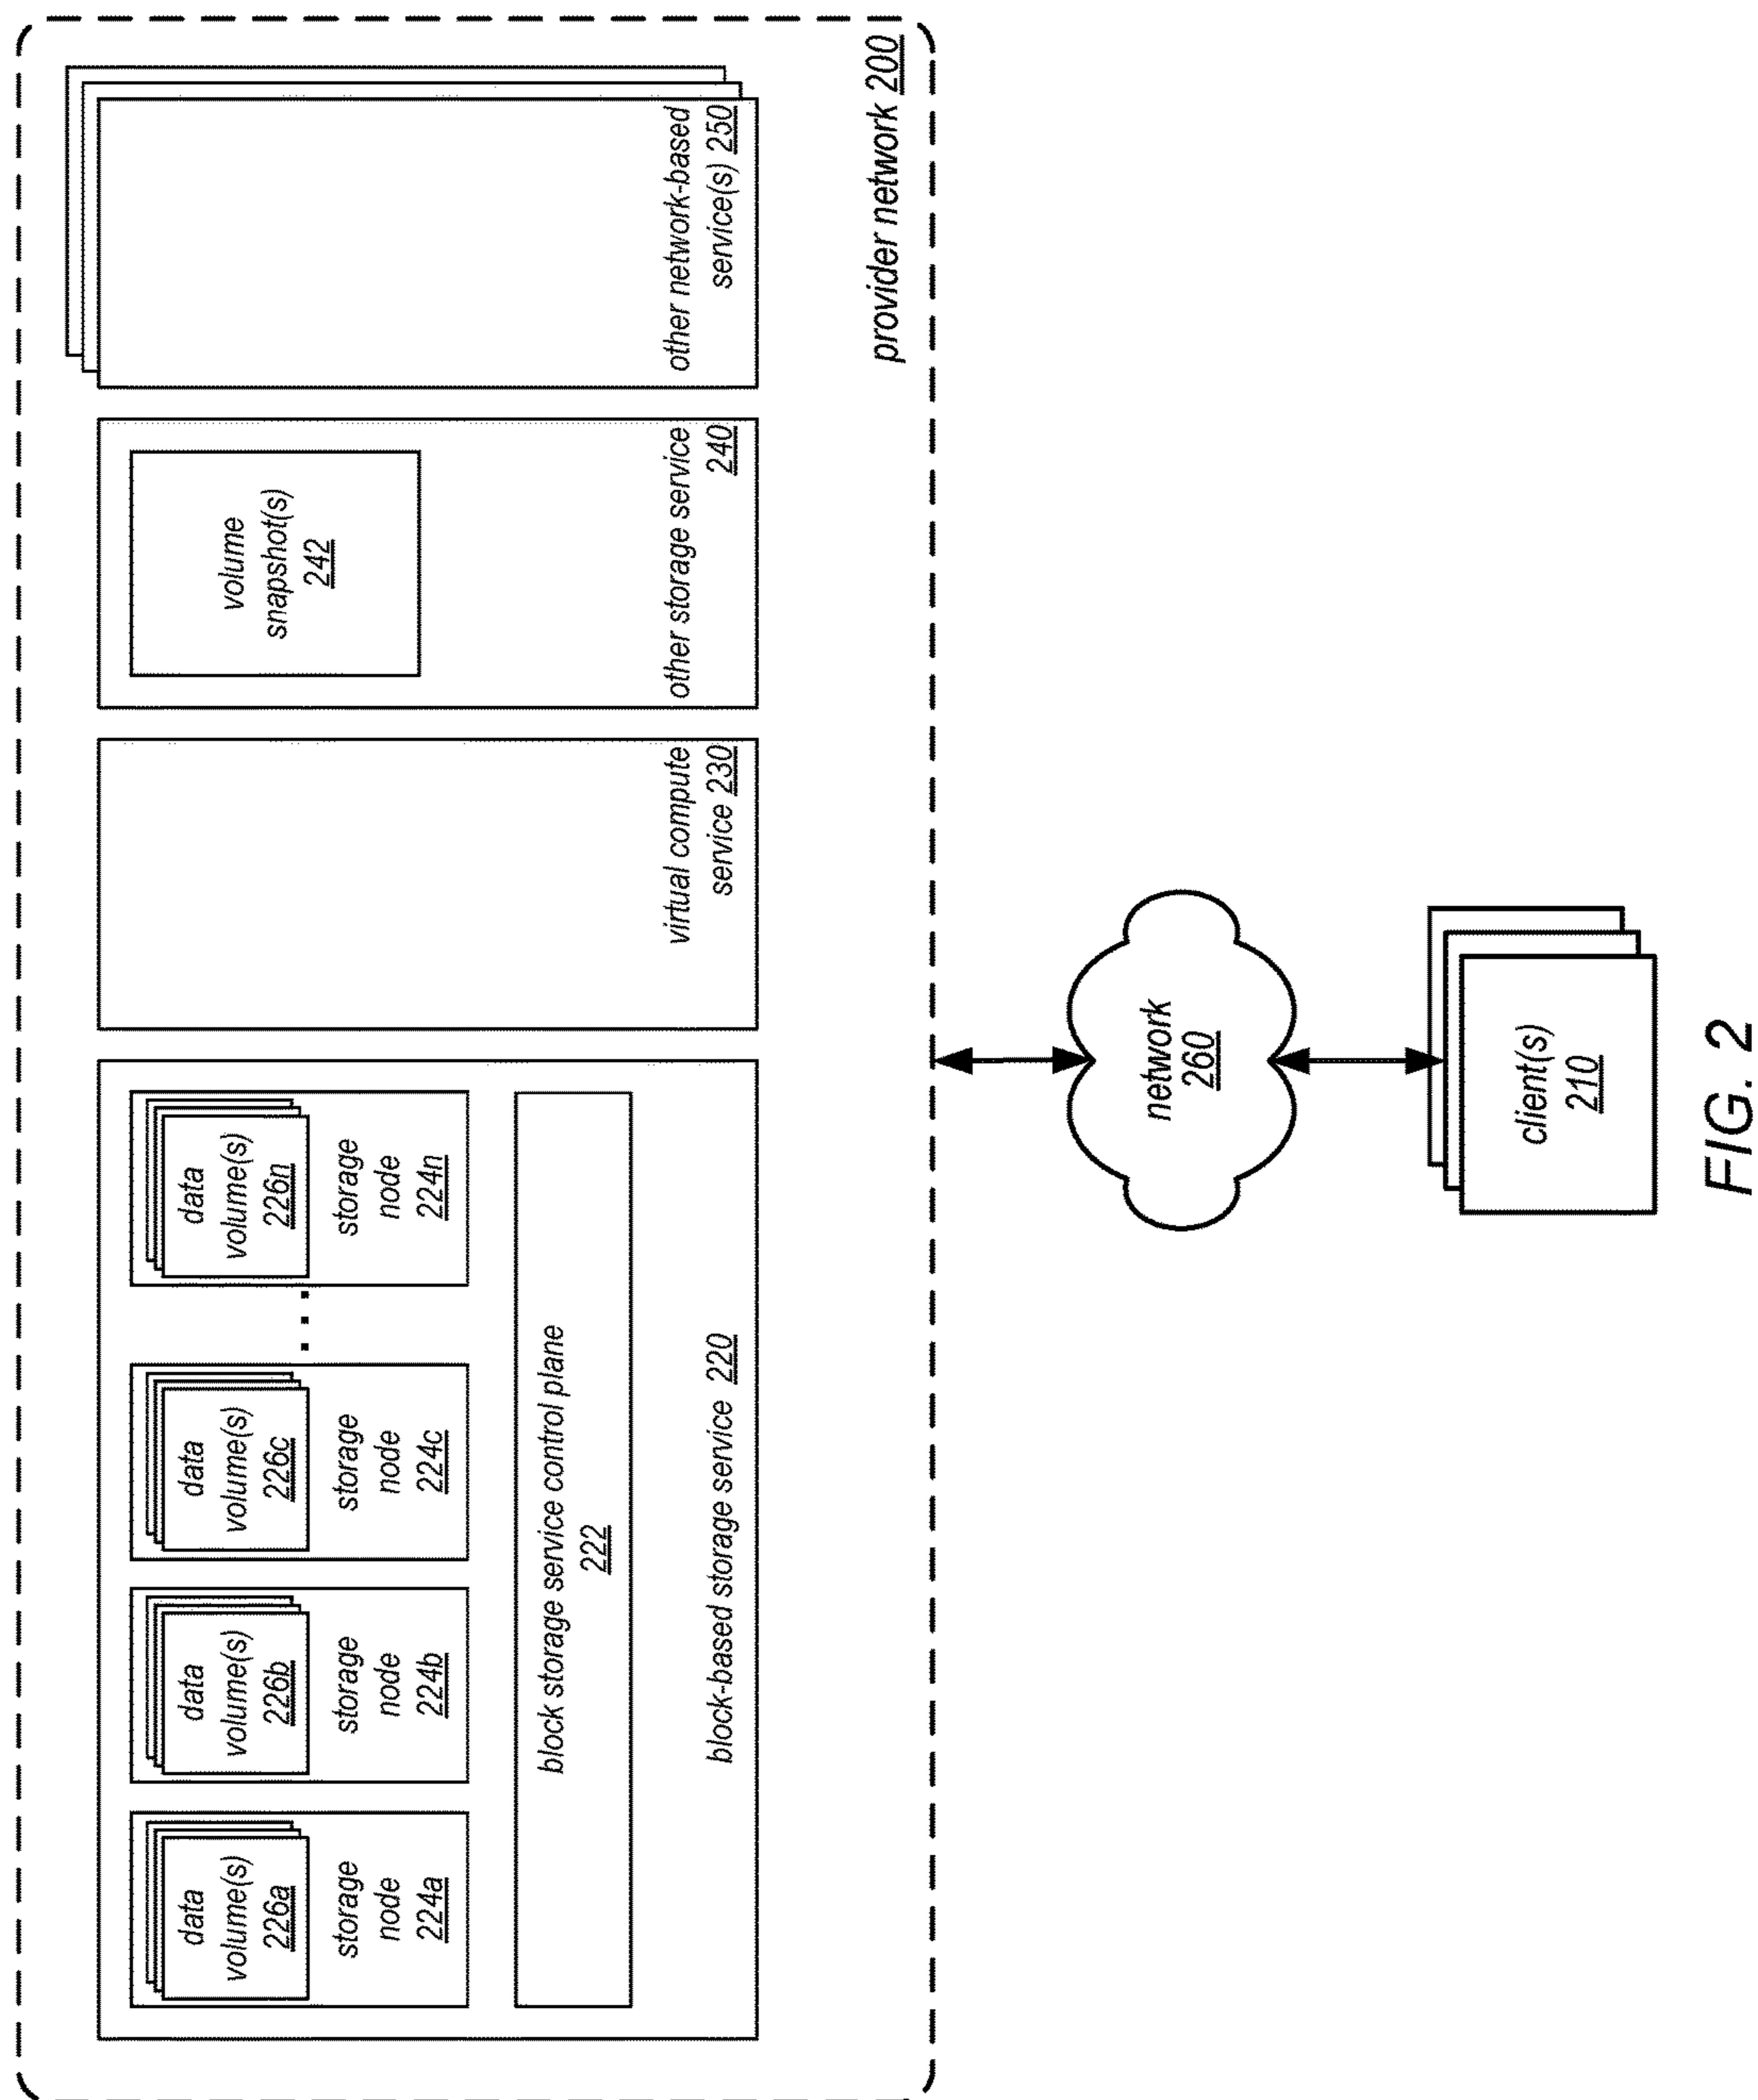 data
volume(s)
226a
storage
node
224a
data
volume(s)
226b
storage
node
224b
data
volume(s)
226c
storage
node
224c
. . .
data
volume(s)
226n
storage
node
224n
block storage service control plane
222
block-based storage service 220
virtual compute
service 230
volume
snapshot(s)
242
other storage service
240
other network-based
service(s) 250
provider network 200
network
260
client(s)
210
FIG. 2